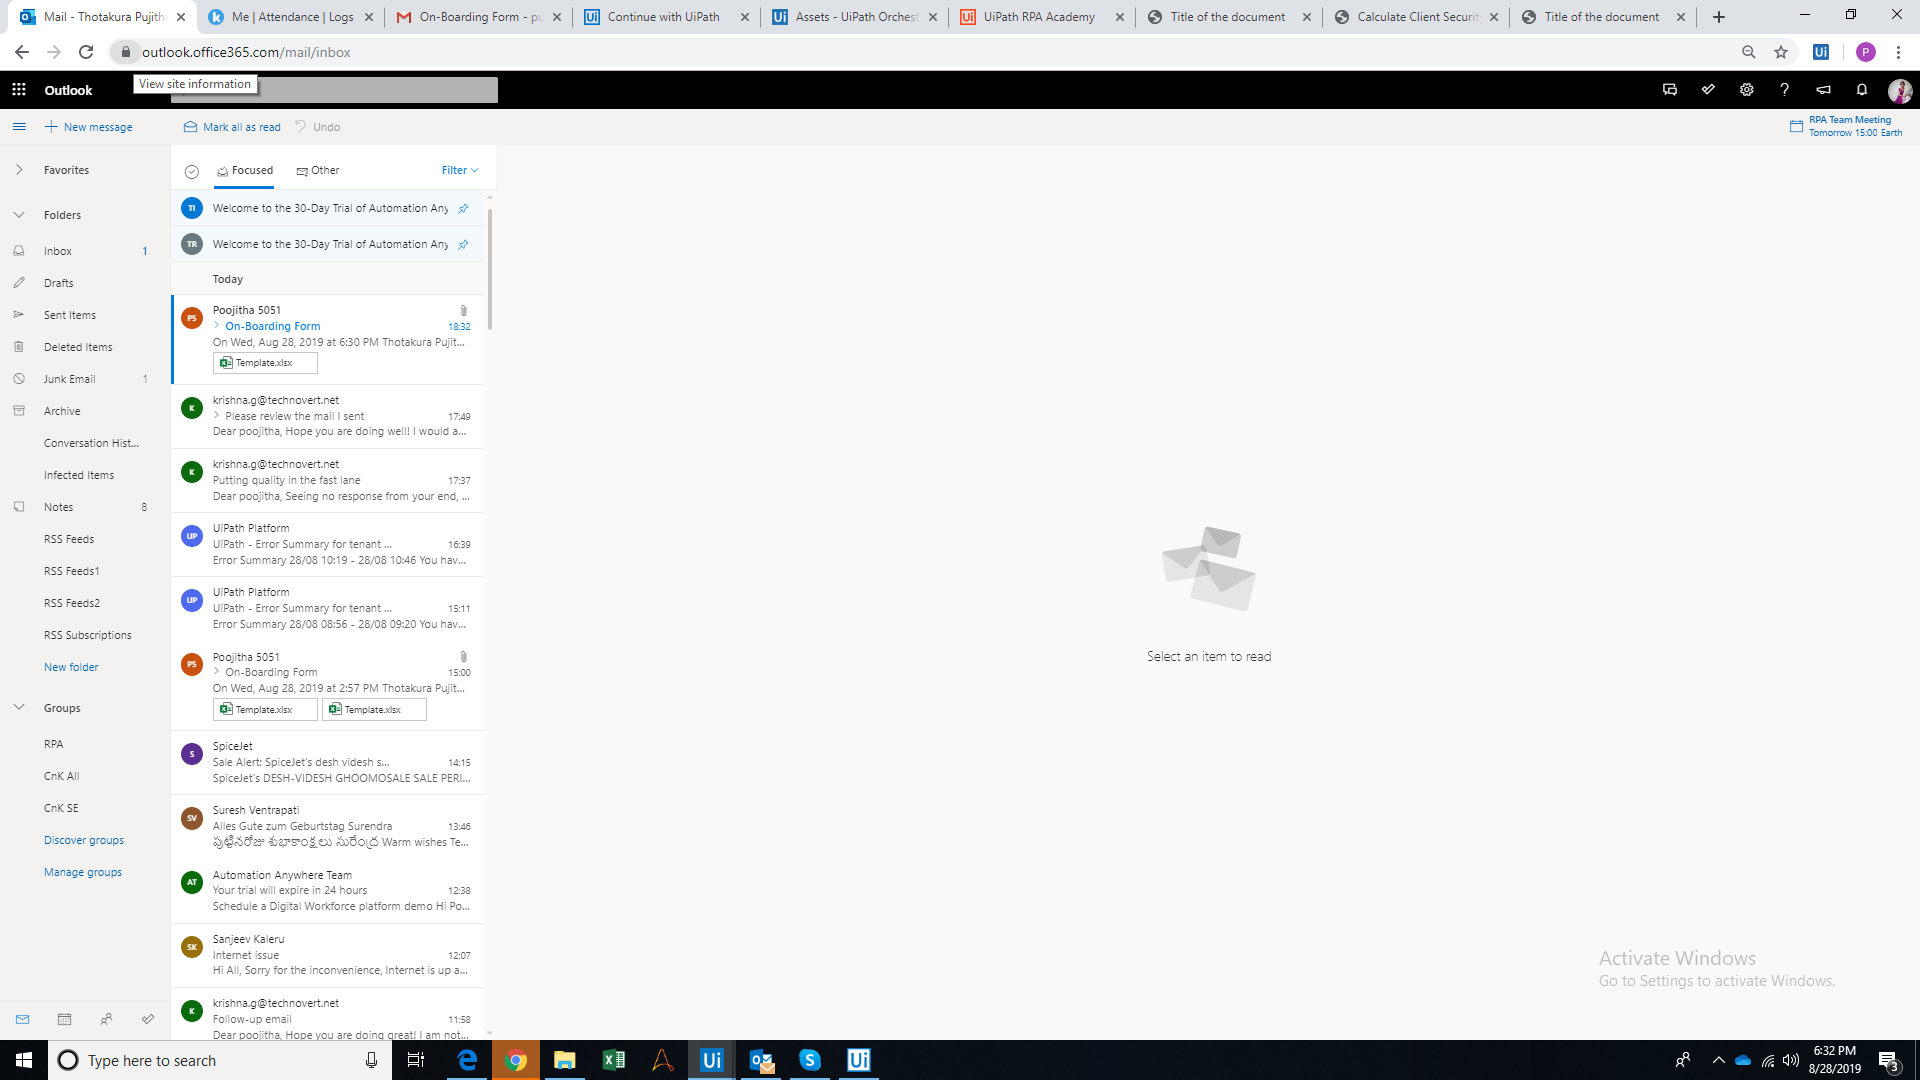 Mail - Thotakura Pujith
Me | Attendance | Logs
On-Boarding Form - pu
Continue with UiPath
Assets - UiPath Orchest
UiPath RPA Academy
Title of the document
Calculate Client Securit
Title of the document
outlook.office365.com/mail/inbox
Ui
P
View site information
Outlook
New message
Mark all as read
Undo
RPA Team Meeting
Tomorrow 15:00 Earth
Favorites
Folders
Inbox 1
Drafts
Sent Items
Deleted Items
Junk Email 1
Archive
Conversation Hist...
Infected Items
Notes 8
RSS Feeds
RSS Feeds1
RSS Feeds2
RSS Subscriptions
New folder
Groups
RPA
CnK All
CnK SE
Discover groups
Manage groups
Focused
Other
Filter
TI
Welcome to the 30-Day Trial of Automation Any
TR
Welcome to the 30-Day Trial of Automation Any
Today
P5
Poojitha 5051
On-Boarding Form 18:32
On Wed, Aug 28, 2019 at 6:30 PM Thotakura Pujit...
Template.xlsx
K
krishna.g@technovert.net
Please review the mail I sent 17:49
Dear poojitha, Hope you are doing well! I would a...
K
krishna.g@technovert.net
Putting quality in the fast lane 17:37
Dear poojitha, Seeing no response from your end, ...
UP
UiPath Platform
UiPath - Error Summary for tenant ... 16:39
Error Summary 28/08 10:19 - 28/08 10:46 You hav...
UP
UiPath Platform
UiPath - Error Summary for tenant ... 15:11
Error Summary 28/08 08:56 - 28/08 09:20 You hav...
P5
Poojitha 5051
On-Boarding Form 15:00
On Wed, Aug 28, 2019 at 2:57 PM Thotakura Pujit...
Template.xlsx Template.xlsx
S
SpiceJet
Sale Alert: SpiceJet's desh videsh s... 14:15
SpiceJet's DESH-VIDESH GHOOMOSALE SALE PERI...
SV
Suresh Ventrapati
Alles Gute zum Geburtstag Surendra 13:46
పుట్టినరోజు శుభాకాంక్షలు సురేంద్ర Warm wishes Te...
AT
Automation Anywhere Team
Your trial will expire in 24 hours 12:38
Schedule a Digital Workforce platform demo Hi Po...
SK
Sanjeev Kaleru
Internet issue 12:07
Hi All, Sorry for the inconvenience, Internet is up a...
K
krishna.g@technovert.net
Follow-up email 11:58
Dear poojitha, Hope you are doing great! I am not...
Select an item to read
Activate Windows
Go to Settings to activate Windows.
Type here to search
Ui
Ui
6:32 PM
8/28/2019
3